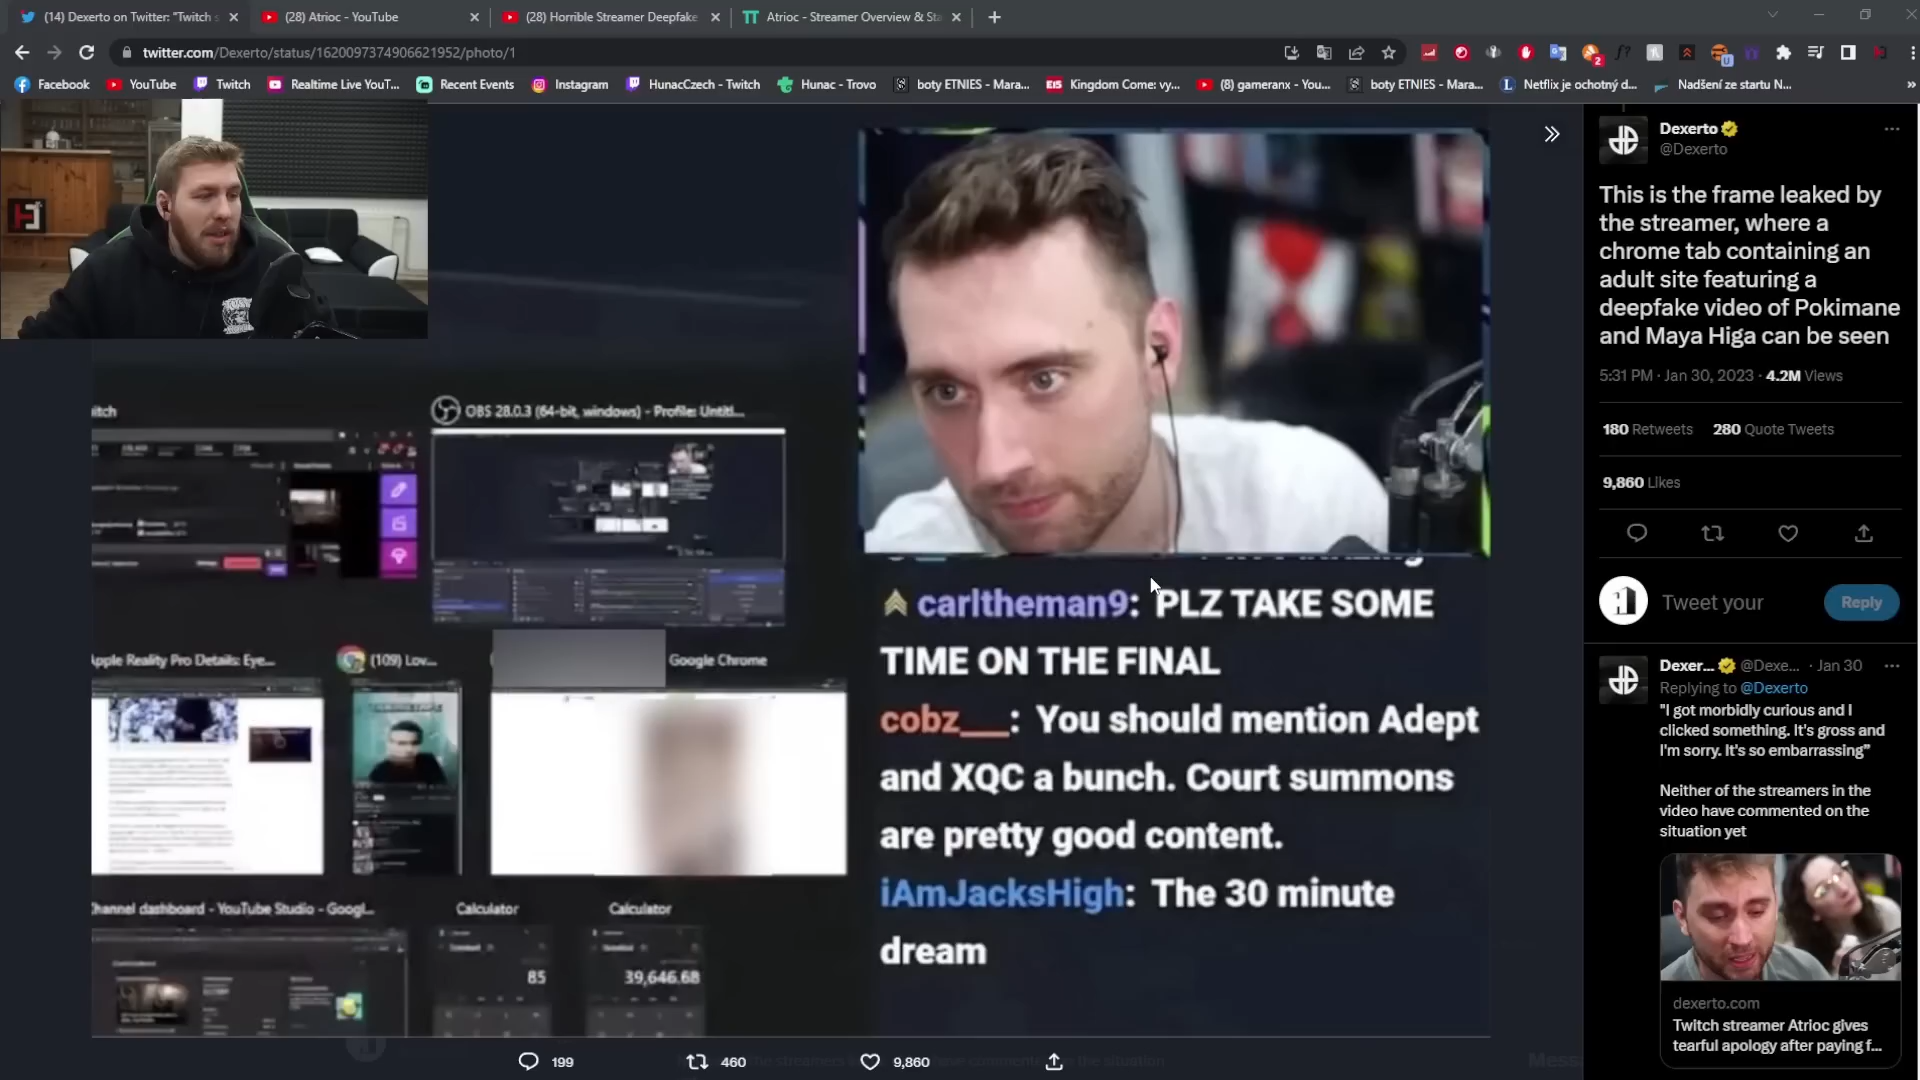 (14) Dexerto on Twitter: "Twitch s
(28) Atrioc - YouTube
(28) Horrible Streamer Deepfake
Atrioc - Streamer Overview & Sta
twitter.com/Dexerto/status/1620097374906621952/photo/1
Facebook
YouTube
Twitch
Realtime Live YouT...
Recent Events
Instagram
HunacCzech - Twitch
Hunac - Trovo
boty ETNIES - Mara...
Kingdom Come: vy...
(8) gameranx - You...
boty ETNIES - Mara...
Netflix je ochotný d...
Nadšení ze startu N...
itch
OBS 28.0.3 (64-bit, windows) - Profile: Untitl...
Apple Reality Pro Details: Eye...
(109) Lov...
Google Chrome
Channel dashboard - YouTube Studio - Googl...
Calculator
85
Calculator
39,646.68
carltheman9: PLZ TAKE SOME
TIME ON THE FINAL
cobz___: You should mention Adept
and XQC a bunch. Court summons
are pretty good content.
iAmJacksHigh: The 30 minute
dream
199
460
9,860
Dexerto
@Dexerto
This is the frame leaked by
the streamer, where a
chrome tab containing an
adult site featuring a
deepfake video of Pokimane
and Maya Higa can be seen
5:31 PM · Jan 30, 2023 · 4.2M Views
180 Retweets 280 Quote Tweets
9,860 Likes
Tweet your
Reply
Dexer... @Dexe... · Jan 30
Replying to @Dexerto
"I got morbidly curious and I
clicked something. It's gross and
I'm sorry. It's so embarrassing"
Neither of the streamers in the
video have commented on the
situation yet
dexerto.com
Twitch streamer Atrioc gives
tearful apology after paying f...